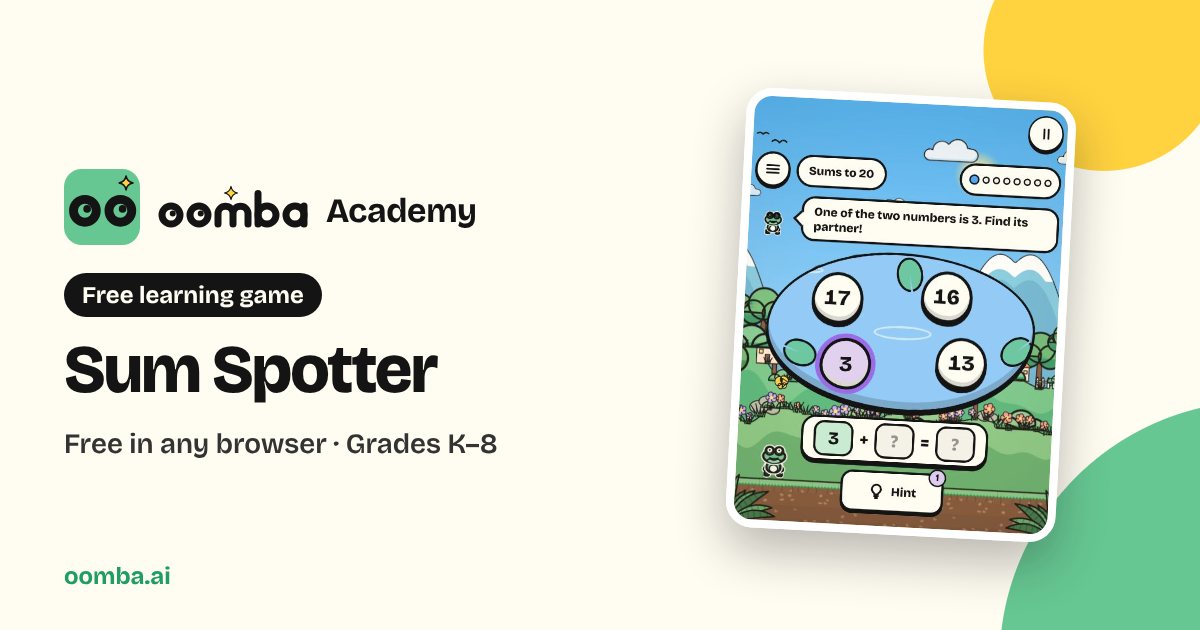 oomba Academy
Free learning game
Sum Spotter
Free in any browser · Grades K–8
oomba.ai
Sums to 20
One of the two numbers is 3. Find its
partner!
17
16
3
13
3 + ? = ?
1
Hint